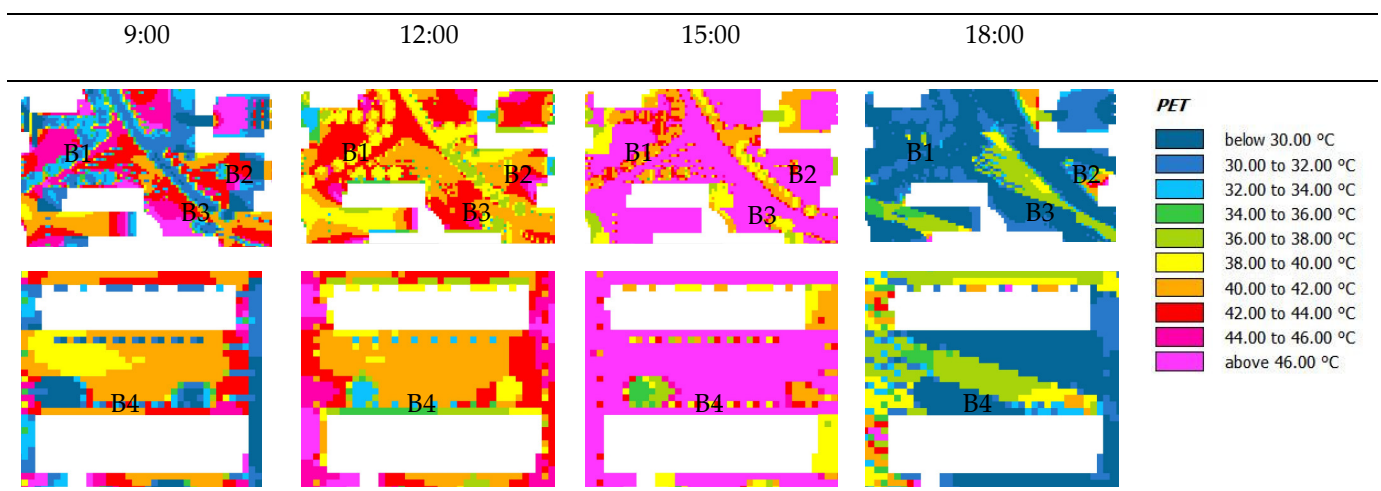 9:00 12:00 15:00 18:00
PET
below 30.00 °C
30.00 to 32.00 °C
32.00 to 34.00 °C
34.00 to 36.00 °C
36.00 to 38.00 °C
38.00 to 40.00 °C
40.00 to 42.00 °C
42.00 to 44.00 °C
44.00 to 46.00 °C
above 46.00 °C
B1 B1 B1 B1
B2 B2 B2 B2
B3 B3 B3 B3
B4 B4 B4 B4